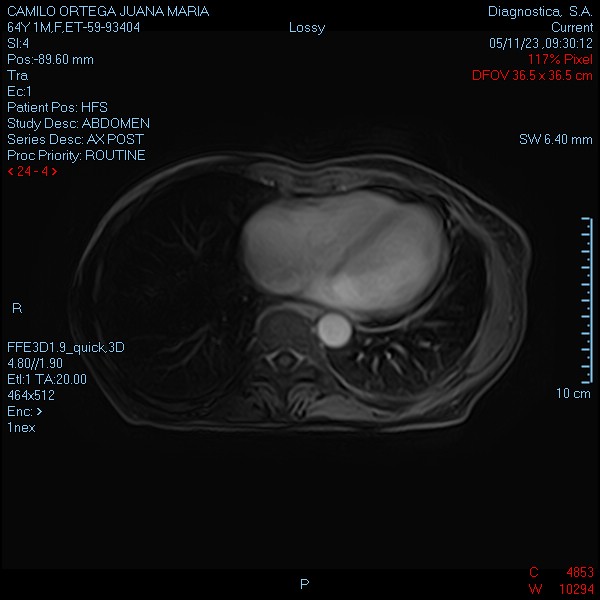 CAMILO ORTEGA JUANA MARIA
64Y 1M,F,ET-59-93404
Sl:4
Pos:-89.60 mm
Tra
Ec:1
Patient Pos: HFS
Study Desc: ABDOMEN
Series Desc: AX POST
Proc Priority: ROUTINE
< 24 - 4 >
Lossy
Diagnostica, S.A.
Current
05/11/23 ,09:30:12
117% Pixel
DFOV 36.5 x 36.5 cm
SW 6.40 mm
R
FFE3D1.9_quick,3D
4.80//1.90
Etl:1 TA:20.00
464x512
Enc: >
1nex
10 cm
P
C 4853
W 10294